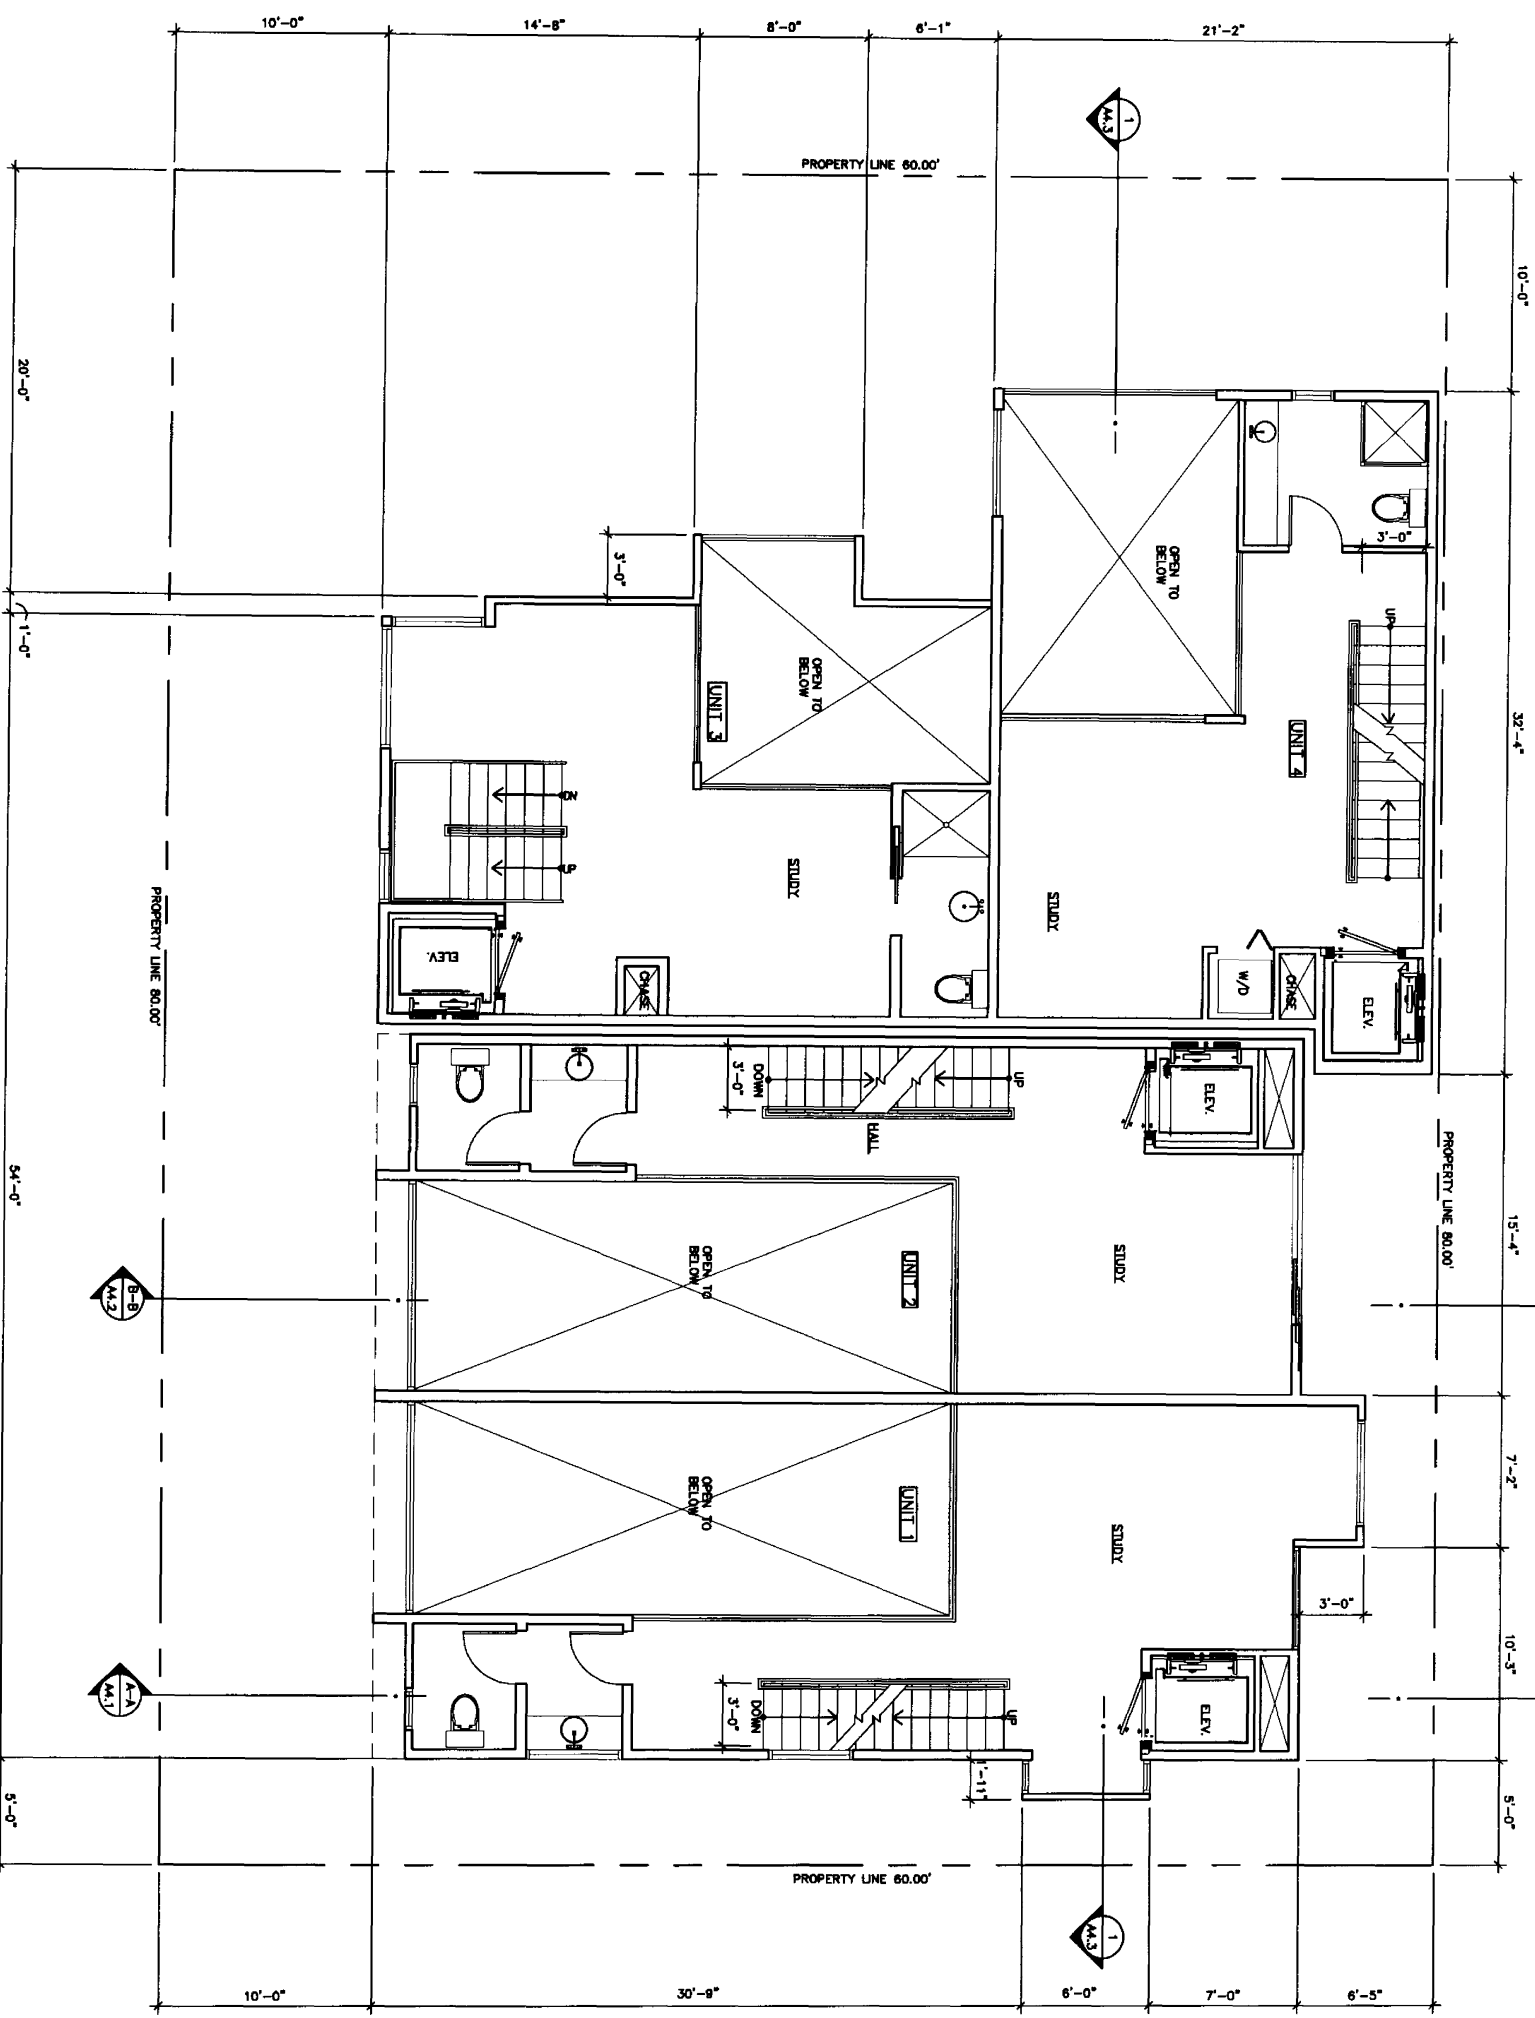 10'-0"
14'-8"
8'-0"
6'-1"
21'-2"
1
A4.3
PROPERTY LINE 60.00'
10'-0"
20'-0"
3'-0"
OPEN TO
BELOW
3'-0"
UP
1'-0"
OPEN TO
BELOW
UNIT 3
UNIT 4
32'-4"
DN
UP
STUDY
STUDY
PROPERTY LINE 80.00'
ELEV.
CHASE
W/D
CHASE
ELEV.
DOWN
3'-0"
UP
ELEV.
HALL
PROPERTY LINE 80.00'
54'-0"
15'-4"
OPEN TO
BELOW
UNIT 2
STUDY
B-B
A4.2
7'-2"
OPEN TO
BELOW
UNIT 1
STUDY
3'-0"
10'-3"
A-A
A4.1
DOWN
3'-0"
UP
ELEV.
1'-11"
5'-0"
5'-0"
PROPERTY LINE 60.00'
1
A4.3
10'-0"
30'-9"
6'-0"
7'-0"
6'-5"